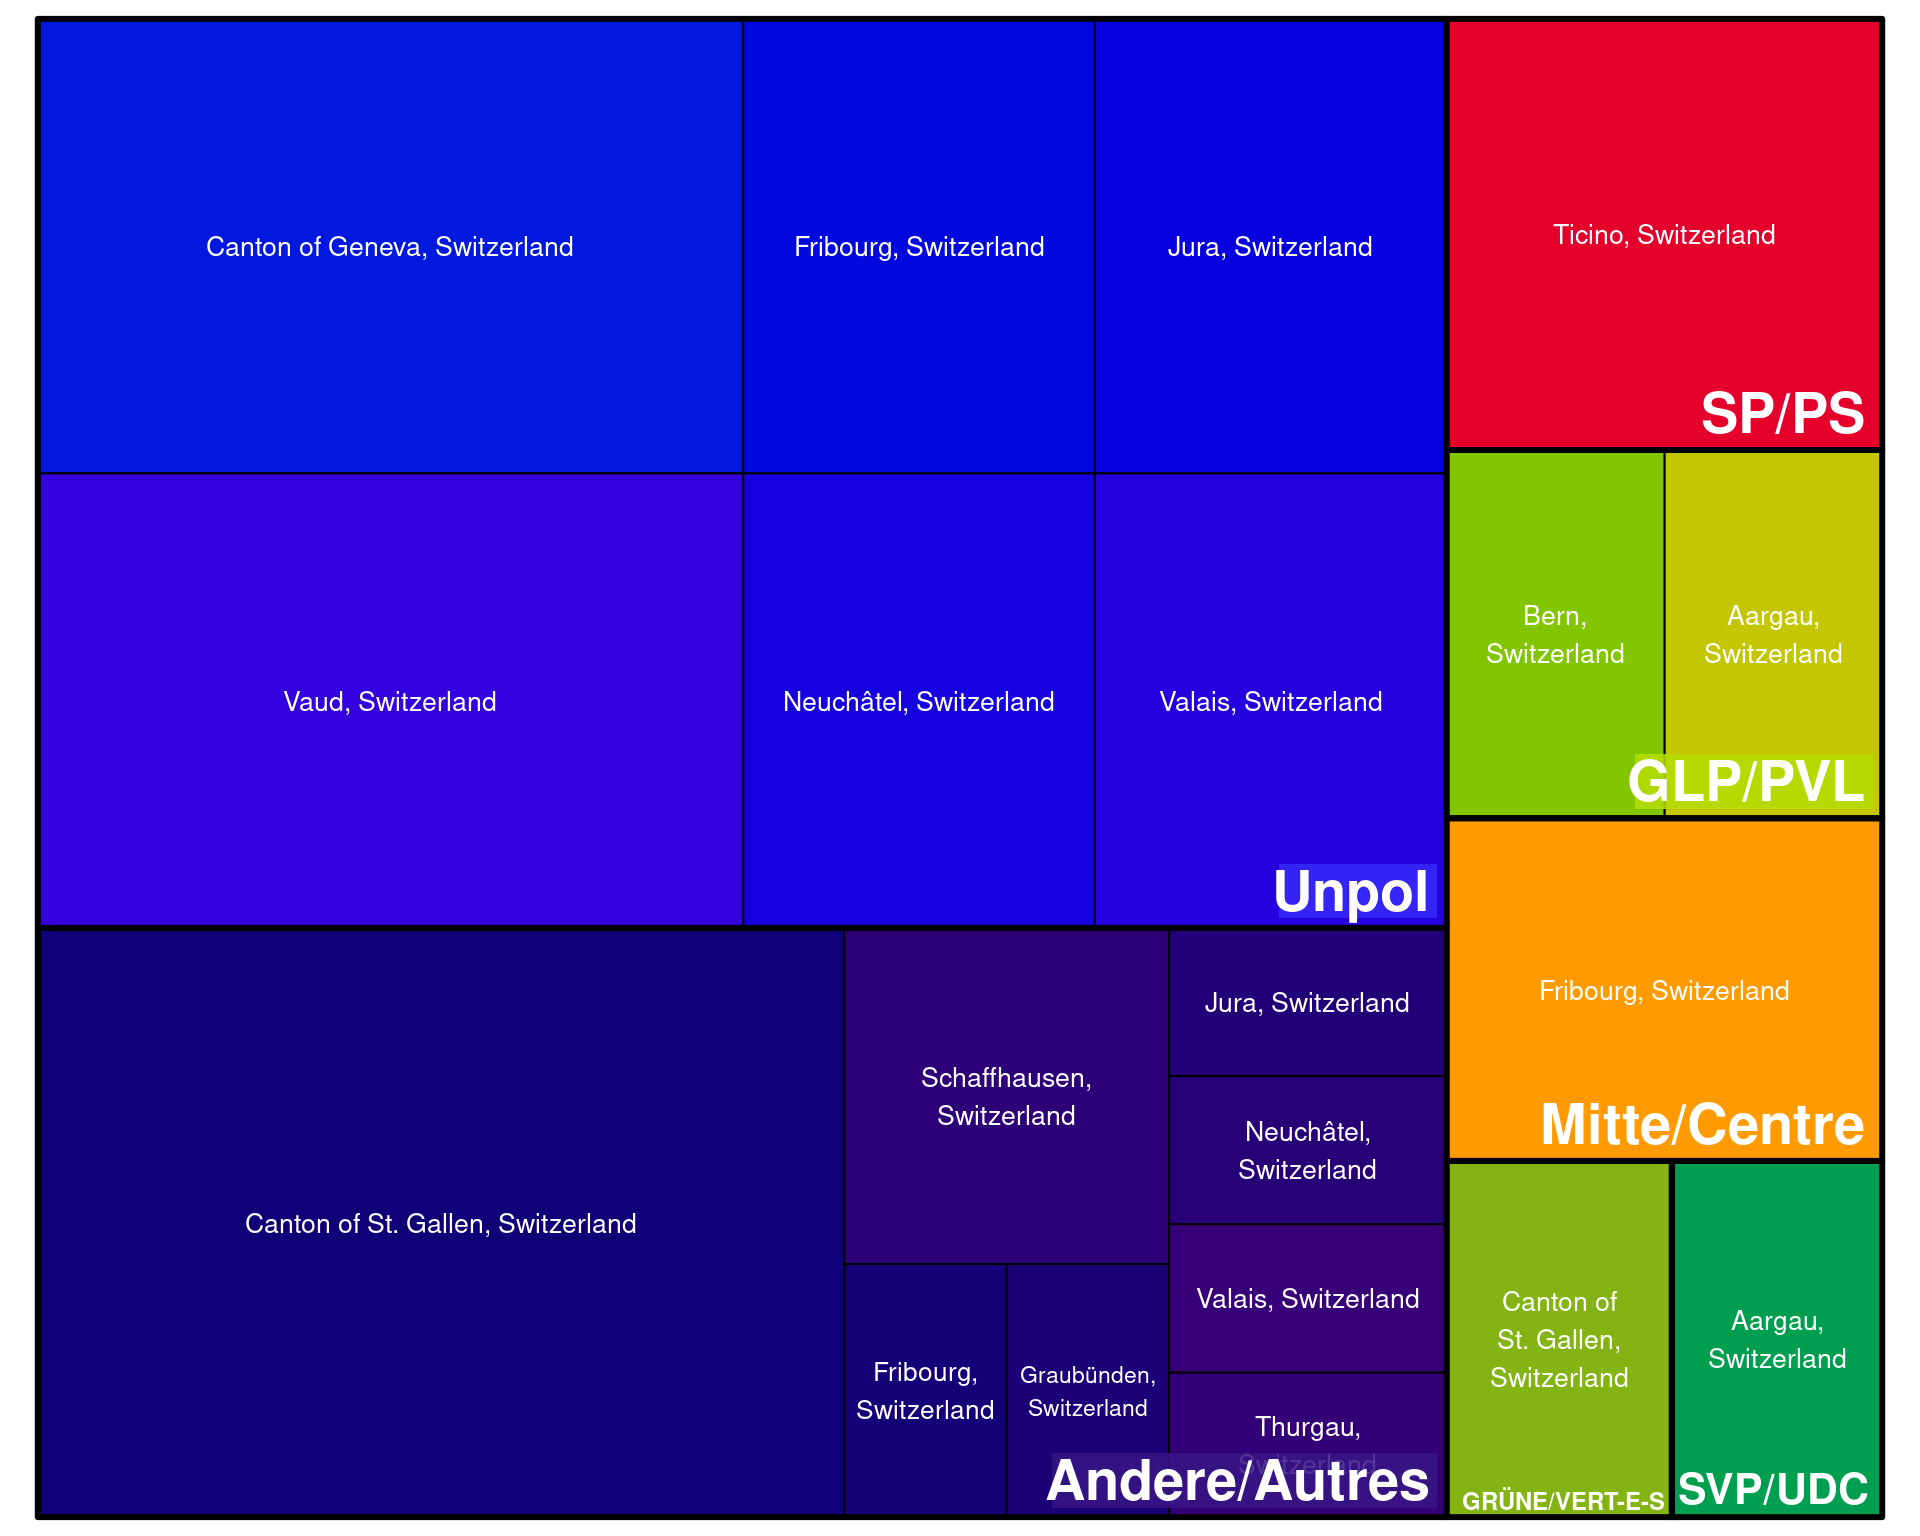 Canton of Geneva, Switzerland
Fribourg, Switzerland
Jura, Switzerland
Vaud, Switzerland
Neuchâtel, Switzerland
Valais, Switzerland
Unpol
Canton of St. Gallen, Switzerland
Schaffhausen,
Switzerland
Fribourg,
Switzerland
Graubünden,
Switzerland
Jura, Switzerland
Neuchâtel,
Switzerland
Valais, Switzerland
Thurgau,
Switzerland
Andere/Autres
Ticino, Switzerland
SP/PS
Bern,
Switzerland
Aargau,
Switzerland
GLP/PVL
Fribourg, Switzerland
Mitte/Centre
Canton of
St. Gallen,
Switzerland
GRÜNE/VERT-E-S
Aargau,
Switzerland
SVP/UDC